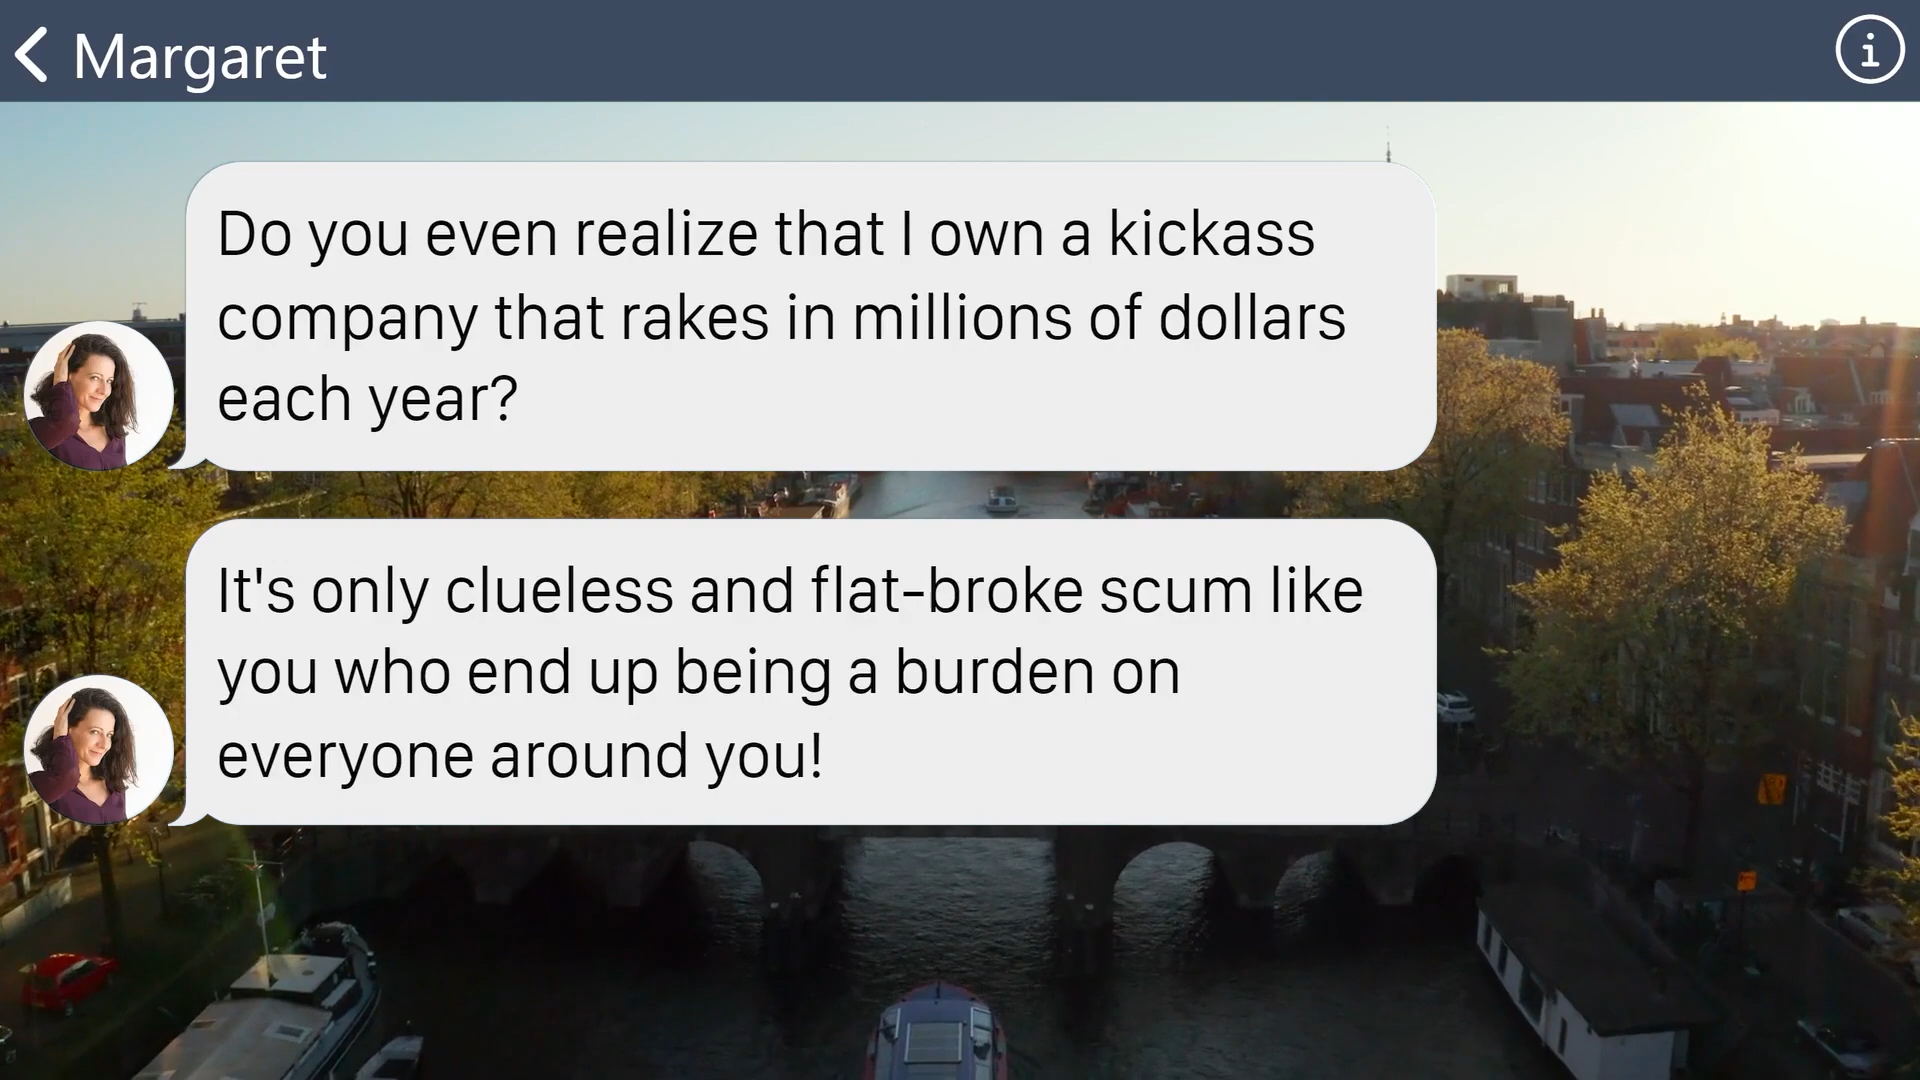 Margaret
Do you even realize that I own a kickass
company that rakes in millions of dollars
each year?
It's only clueless and flat-broke scum like
you who end up being a burden on
everyone around you!